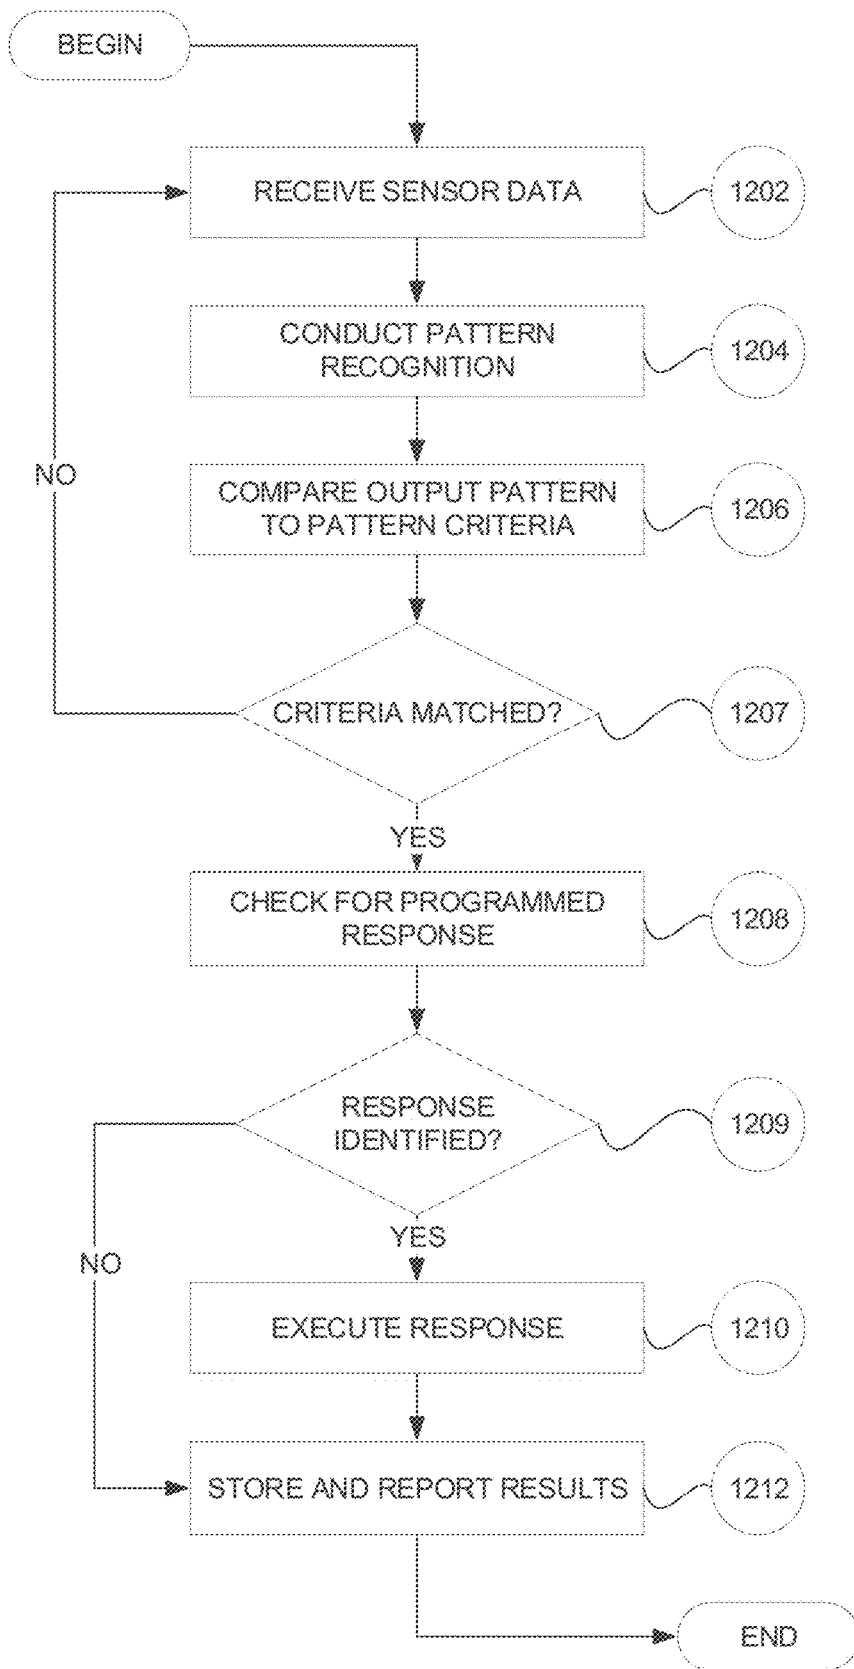 BEGIN
RECEIVE SENSOR DATA
1202
CONDUCT PATTERN
RECOGNITION
1204
NO
COMPARE OUTPUT PATTERN
TO PATTERN CRITERIA
1206
CRITERIA MATCHED?
1207
YES
CHECK FOR PROGRAMMED
RESPONSE
1208
RESPONSE
IDENTIFIED?
1209
YES
NO
EXECUTE RESPONSE
1210
STORE AND REPORT RESULTS
1212
END